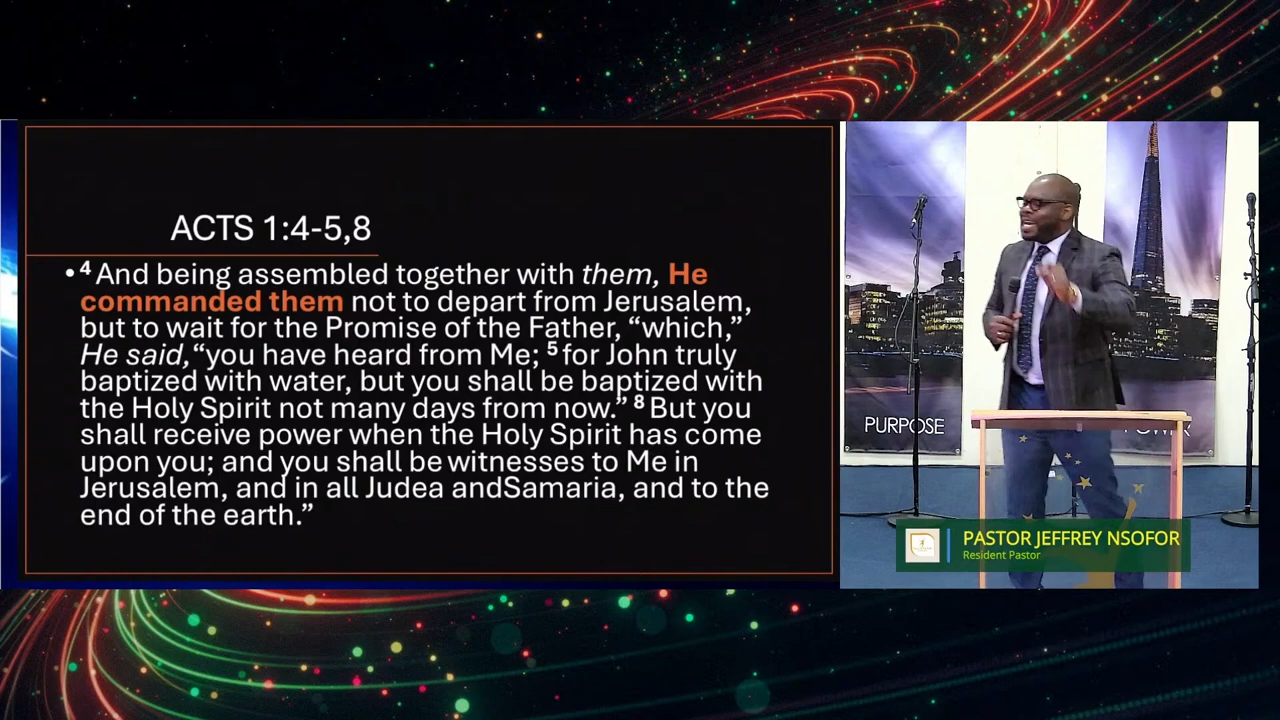 ACTS 1:4-5,8
• ⁴ And being assembled together with them, He
commanded them not to depart from Jerusalem,
but to wait for the Promise of the Father, “which,”
He said, “you have heard from Me; ⁵ for John truly
baptized with water, but you shall be baptized with
the Holy Spirit not many days from now.” ⁸ But you
shall receive power when the Holy Spirit has come
upon you; and you shall be witnesses to Me in
Jerusalem, and in all Judea andSamaria, and to the
end of the earth.”
PURPOSE
POWER
PASTOR JEFFREY NSOFOR
Resident Pastor